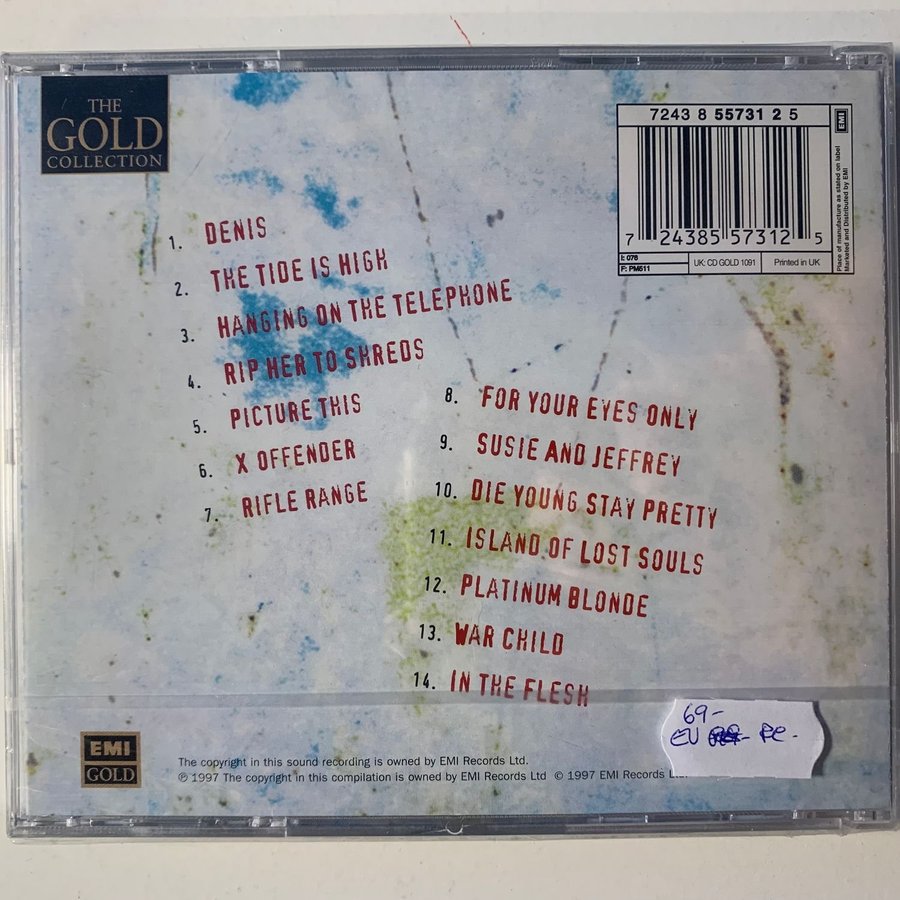 THE
GOLD
COLLECTION
7243 8 55731 2 5
7 24385 57312 5
EMI
Place of manufacture as stated on label
Marketed and Distributed by EMI
I: 076
F: PM511
UK: CD GOLD 1091
Printed in UK
1. DENIS
2. THE TIDE IS HIGH
3. HANGING ON THE TELEPHONE
4. RIP HER TO SHREDS
5. PICTURE THIS
6. X OFFENDER
7. RIFLE RANGE
8. FOR YOUR EYES ONLY
9. SUSIE AND JEFFREY
10. DIE YOUNG STAY PRETTY
11. ISLAND OF LOST SOULS
12. PLATINUM BLONDE
13. WAR CHILD
14. IN THE FLESH
69-
EU
EMI
GOLD
The copyright in this sound recording is owned by EMI Records Ltd.
℗ 1997 The copyright in this compilation is owned by EMI Records Ltd © 1997 EMI Records